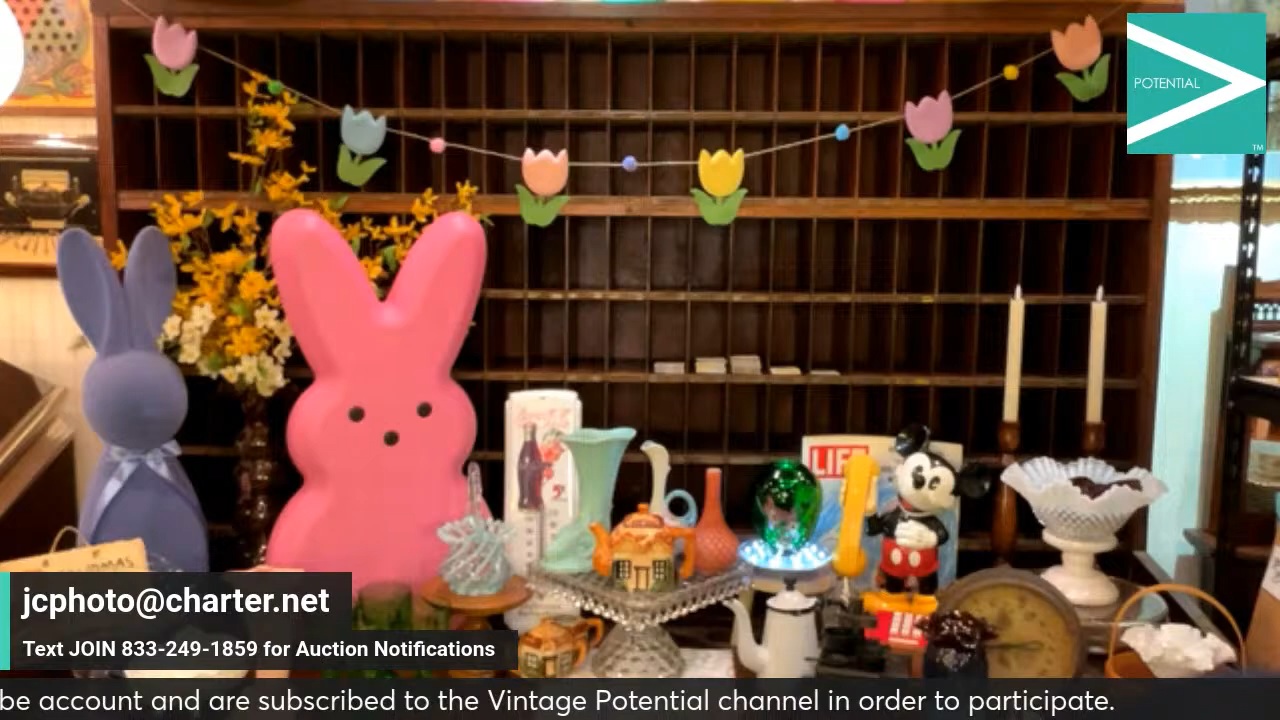 POTENTIAL
TM
LIFE
jcphoto@charter.net
Text JOIN 833-249-1859 for Auction Notifications
be account and are subscribed to the Vintage Potential channel in order to participate.